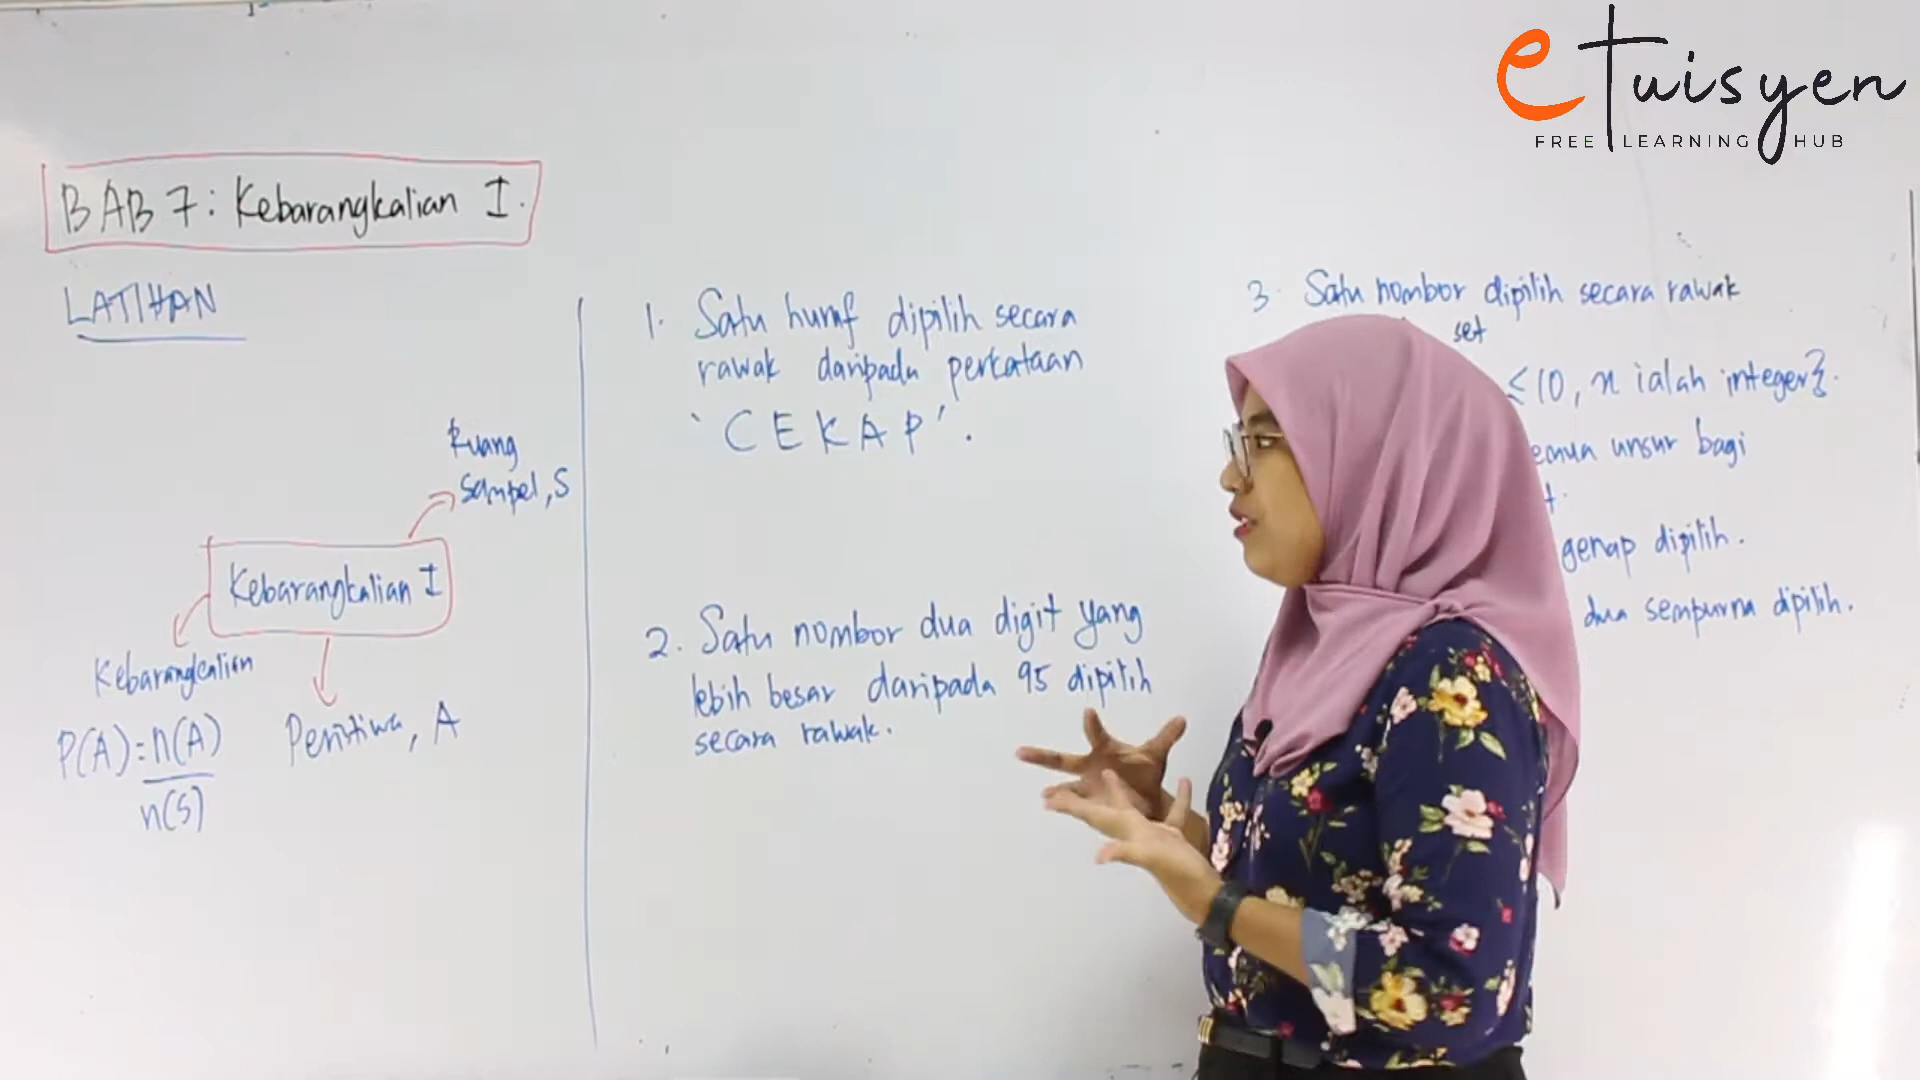 eTuisyen
FREE LEARNING HUB
BAB 7: Kebarangkalian I.
LATIHAN
Ruang
Sampel, S
Kebarangkalian I
Kebarangkalian
P(A) = n(A)
n(S)
Peristiwa, A
1. Satu huruf dipilih secara
rawak daripada perkataan
'CEKAP'.
2. Satu nombor dua digit yang
lebih besar daripada 95 dipilih
secara rawak.
3. Satu nombor dipilih secara rawak
set
≤ 10, n ialah integer}.
unsur bagi
genap dipilih.
dua sempurna dipilih.